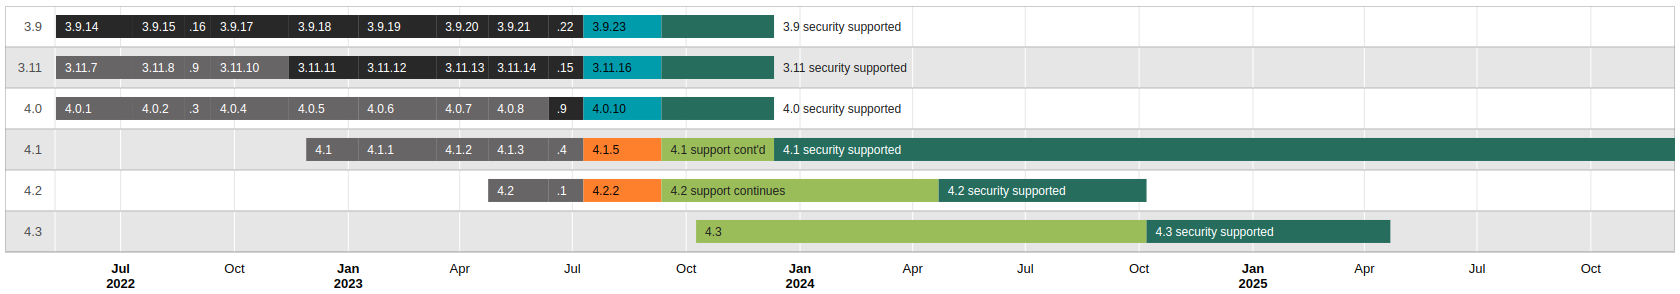 3.9 3.9.14 3.9.15 .16 3.9.17 3.9.18 3.9.19 3.9.20 3.9.21 .22 3.9.23 3.9 security supported
3.11 3.11.7 3.11.8 .9 3.11.10 3.11.11 3.11.12 3.11.13 3.11.14 .15 3.11.16 3.11 security supported
4.0 4.0.1 4.0.2 .3 4.0.4 4.0.5 4.0.6 4.0.7 4.0.8 .9 4.0.10 4.0 security supported
4.1 4.1 4.1.1 4.1.2 4.1.3 .4 4.1.5 4.1 support cont'd 4.1 security supported
4.2 4.2 .1 4.2.2 4.2 support continues 4.2 security supported
4.3 4.3 4.3 security supported
Jul Oct Jan Apr Jul Oct Jan Apr Jul Oct Jan Apr Jul Oct
2022 2023 2024 2025